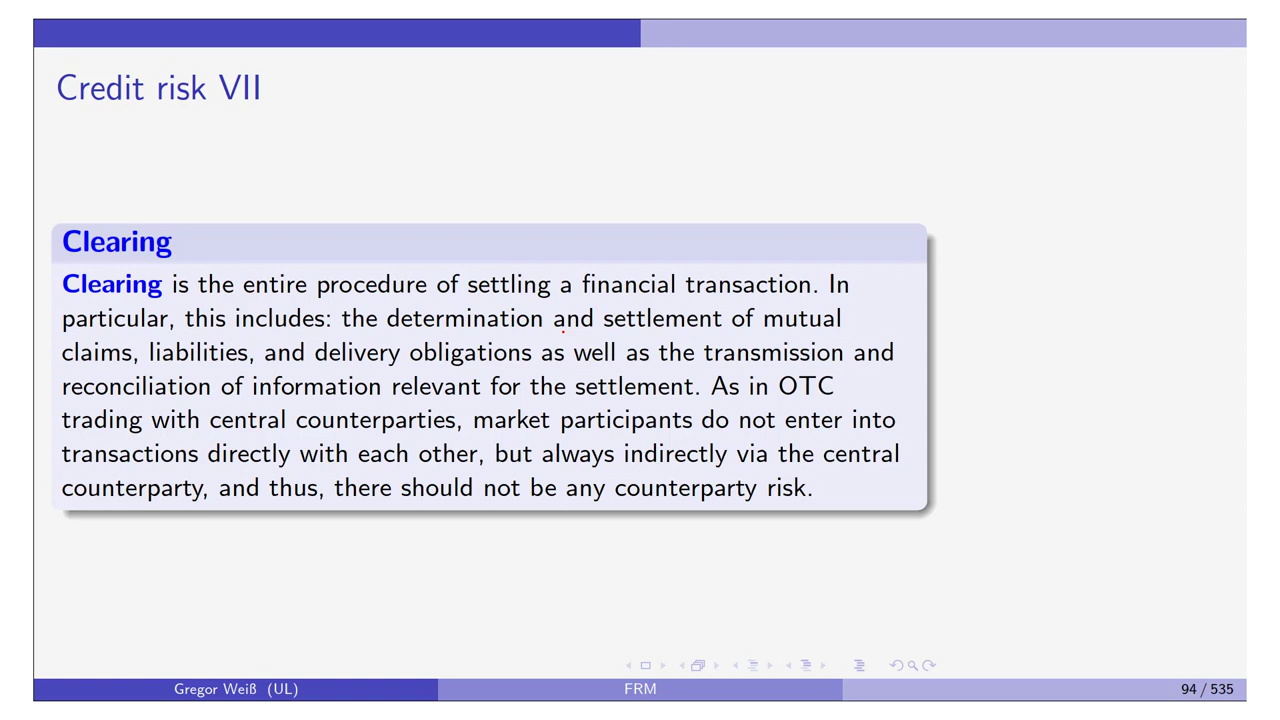 Credit risk VII
Clearing
Clearing is the entire procedure of settling a financial transaction. In
particular, this includes: the determination and settlement of mutual
claims, liabilities, and delivery obligations as well as the transmission and
reconciliation of information relevant for the settlement. As in OTC
trading with central counterparties, market participants do not enter into
transactions directly with each other, but always indirectly via the central
counterparty, and thus, there should not be any counterparty risk.
Gregor Weiß (UL)
FRM
94 / 535